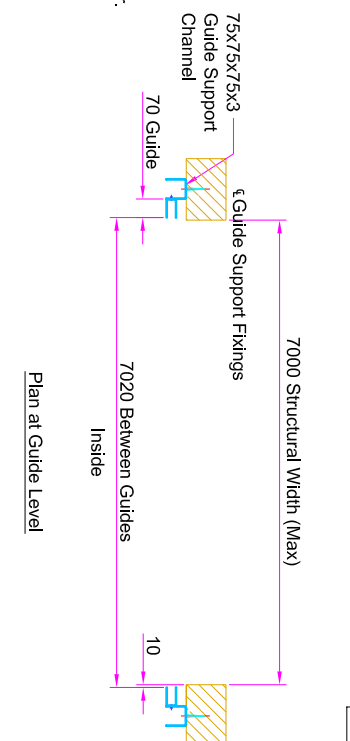 75x75x75x3
Guide Support
Channel
70 Guide
℄Guide Support Fixings
7000 Structural Width (Max)
7020 Between Guides
Inside
10
Plan at Guide Level